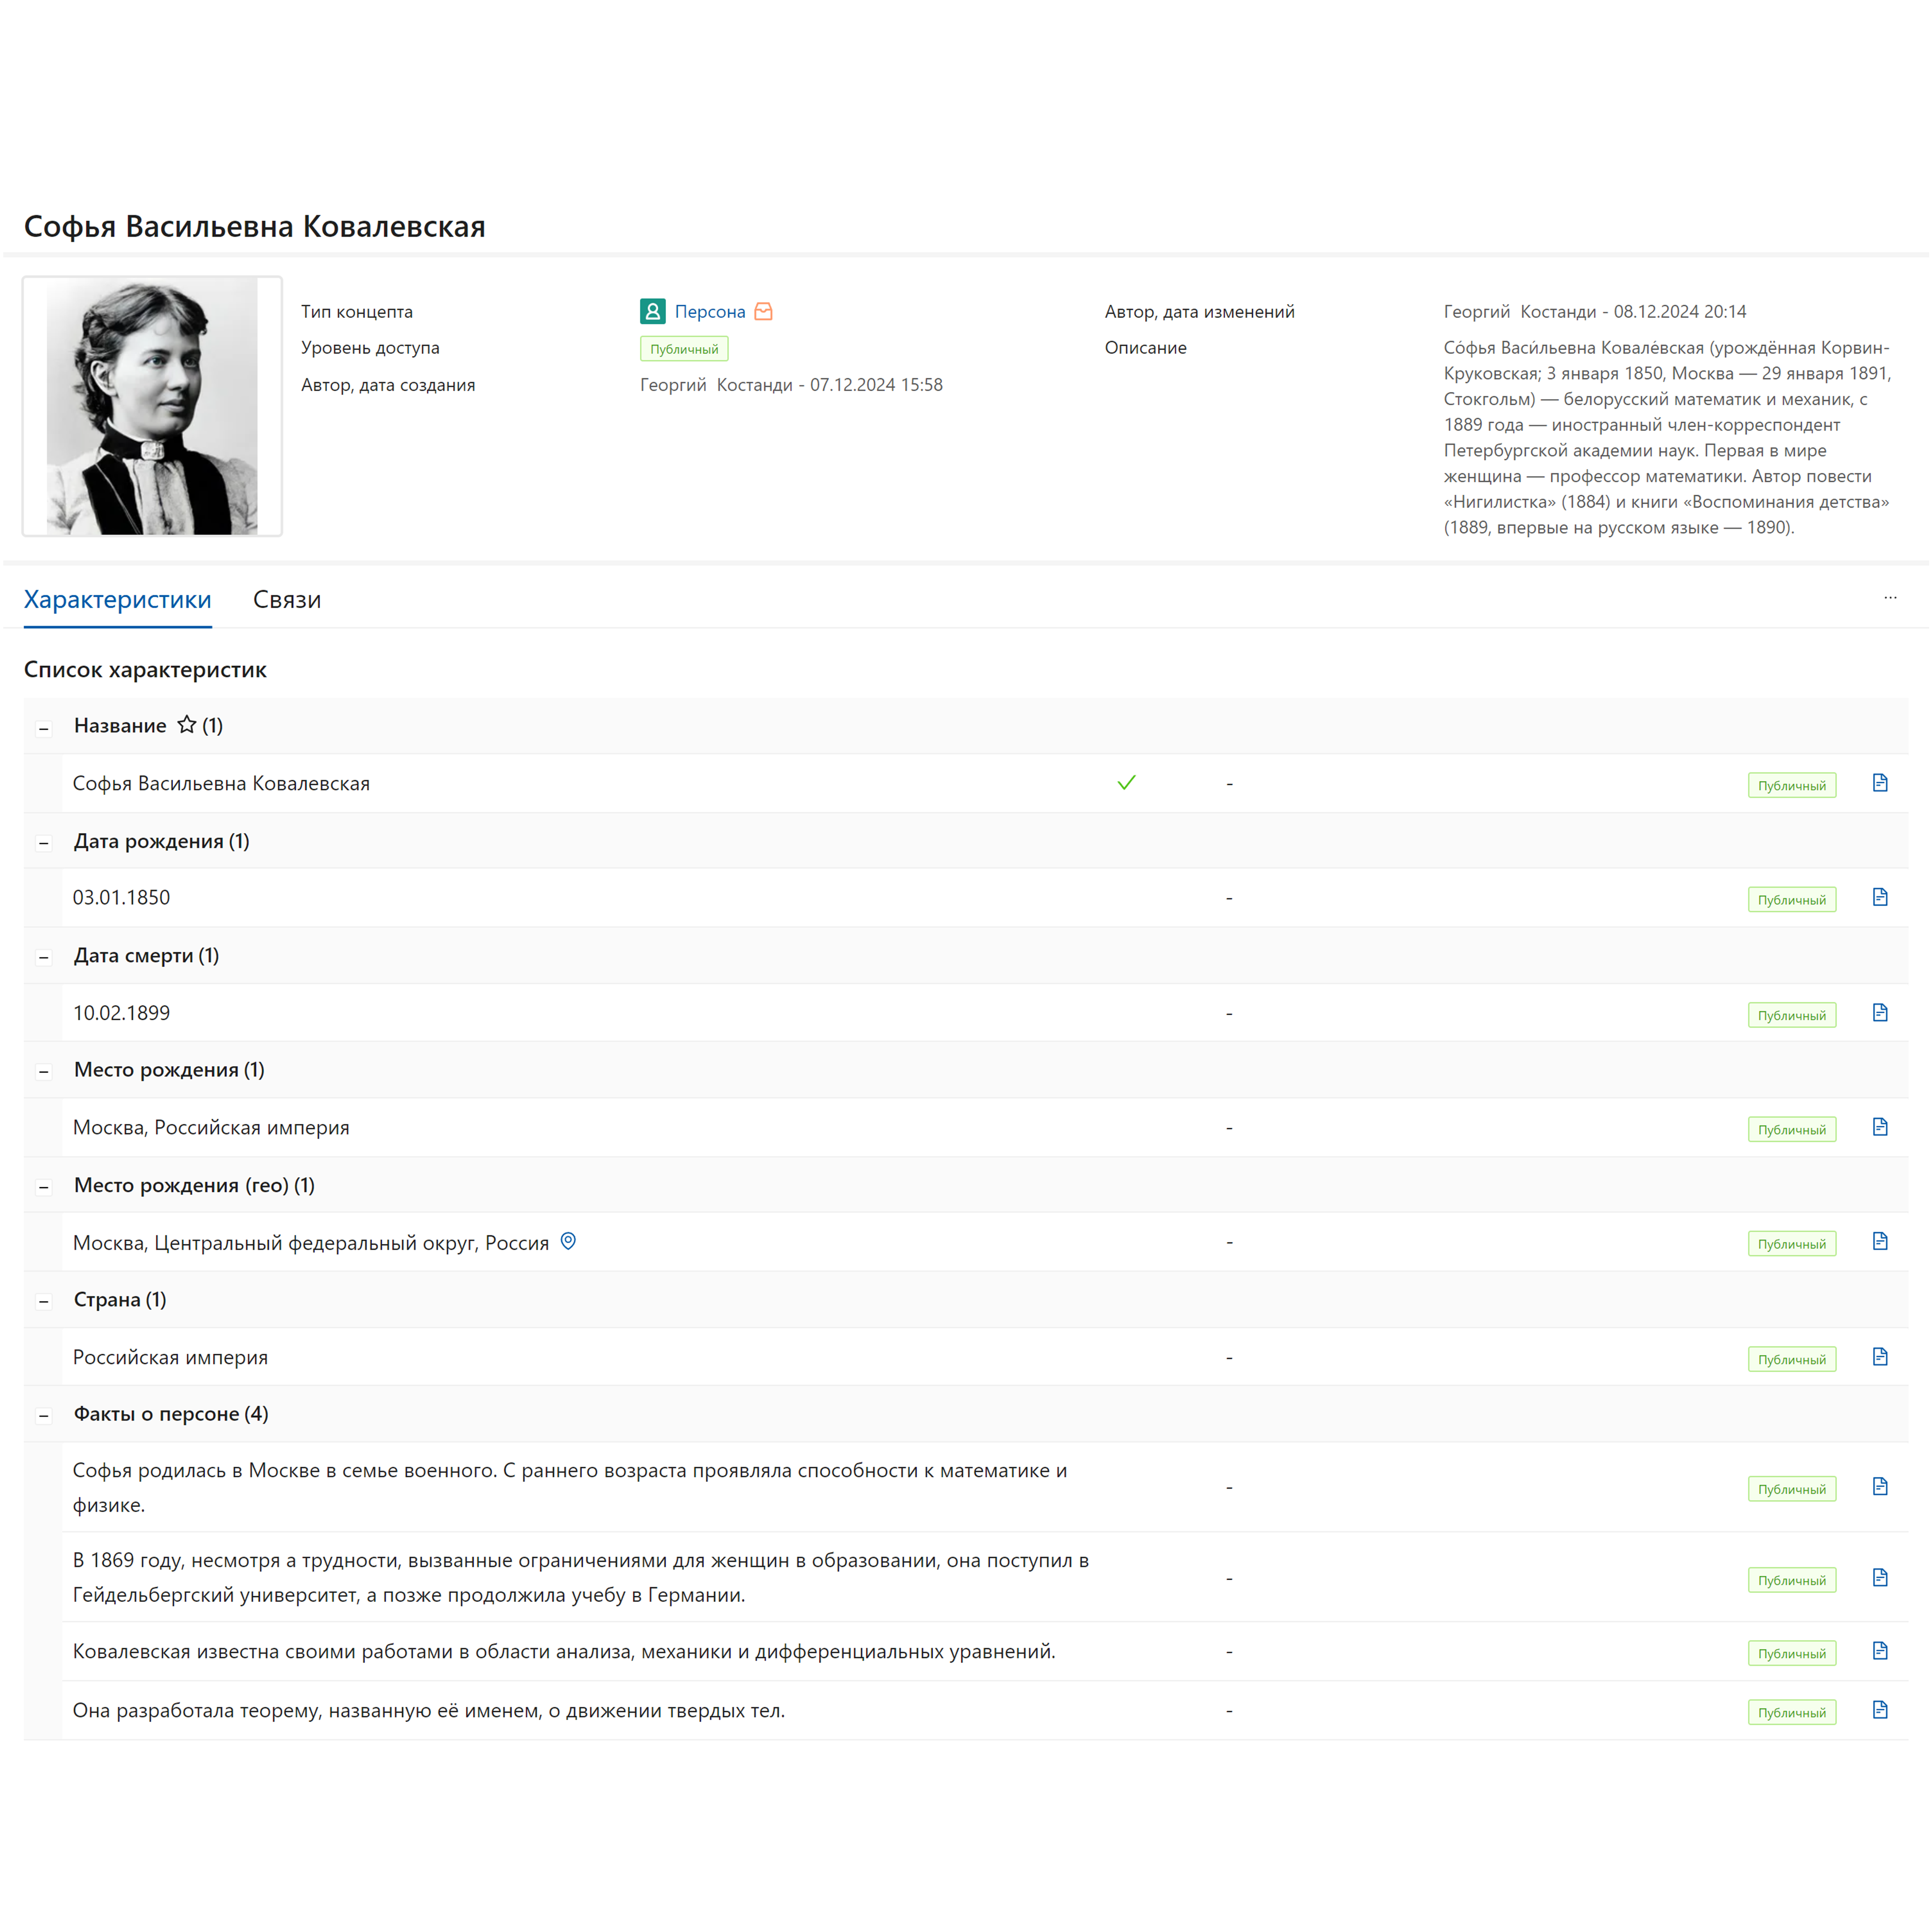 Софья Васильевна Ковалевская
Тип концепта
Персона
Уровень доступа
Публичный
Автор, дата создания
Георгий  Костанди - 07.12.2024 15:58
Автор, дата изменений
Георгий  Костанди - 08.12.2024 20:14
Описание
Со́фья Васи́льевна Ковале́вская (урождённая Корвин-
Круковская; 3 января 1850, Москва — 29 января 1891,
Стокгольм) — белорусский математик и механик, с
1889 года — иностранный член-корреспондент
Петербургской академии наук. Первая в мире
женщина — профессор математики. Автор повести
«Нигилистка» (1884) и книги «Воспоминания детства»
(1889, впервые на русском языке — 1890).
Характеристики Связи ...
Список характеристик
Название (1)
Софья Васильевна Ковалевская - Публичный
Дата рождения (1)
03.01.1850 - Публичный
Дата смерти (1)
10.02.1899 - Публичный
Место рождения (1)
Москва, Российская империя - Публичный
Место рождения (гео) (1)
Москва, Центральный федеральный округ, Россия - Публичный
Страна (1)
Российская империя - Публичный
Факты о персоне (4)
Софья родилась в Москве в семье военного. С раннего возраста проявляла способности к математике и
физике.
- Публичный
В 1869 году, несмотря а трудности, вызванные ограничениями для женщин в образовании, она поступил в
Гейдельбергский университет, а позже продолжила учебу в Германии.
- Публичный
Ковалевская известна своими работами в области анализа, механики и дифференциальных уравнений. - Публичный
Она разработала теорему, названную её именем, о движении твердых тел. - Публичный